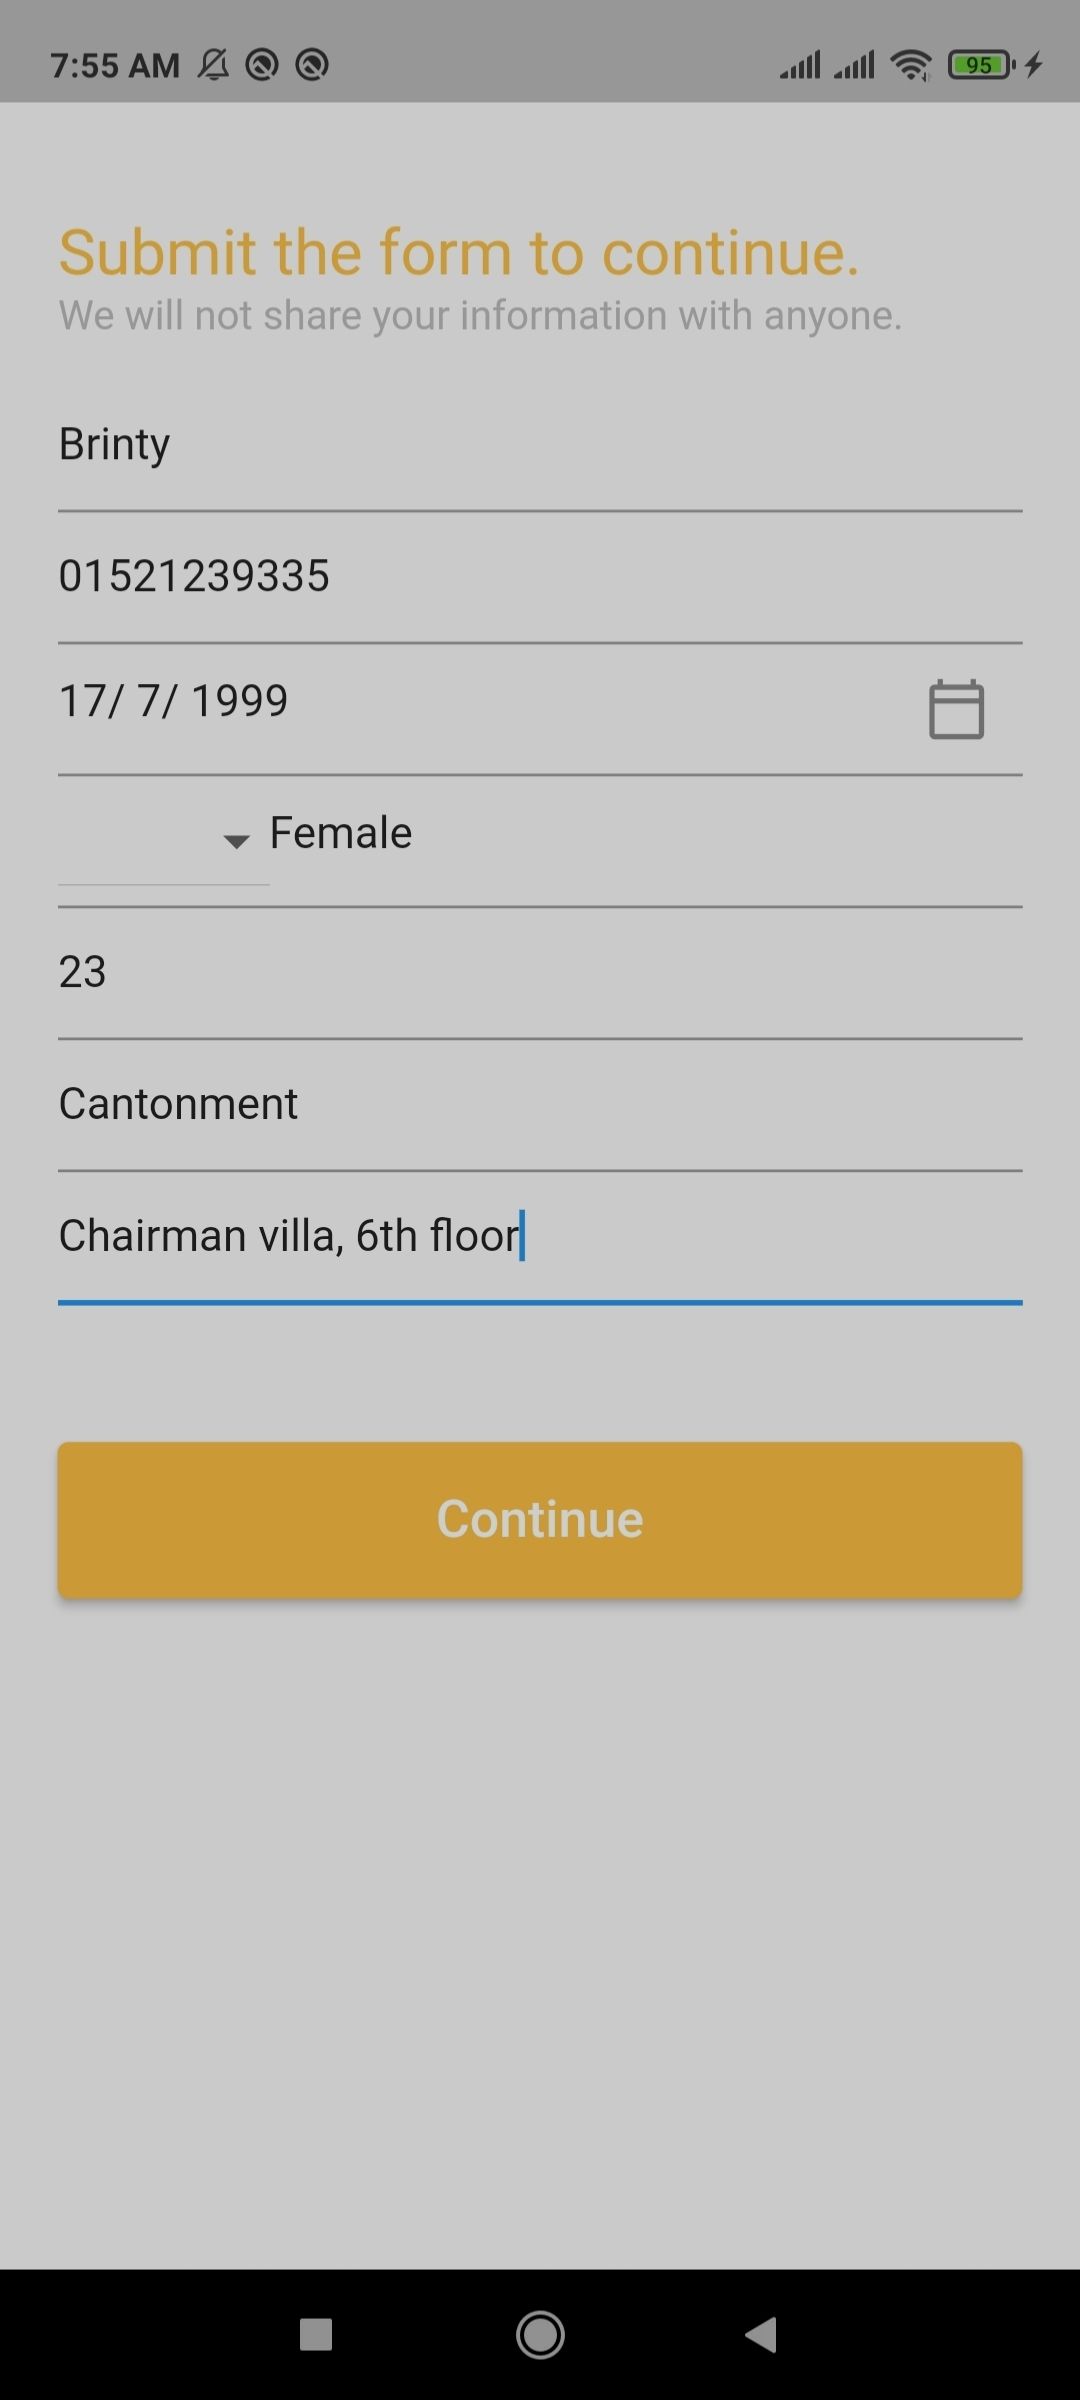 7:55 AM 95
Submit the form to continue.
We will not share your information with anyone.
Brinty
01521239335
17/ 7/ 1999
Female
23
Cantonment
Chairman villa, 6th floor
Continue